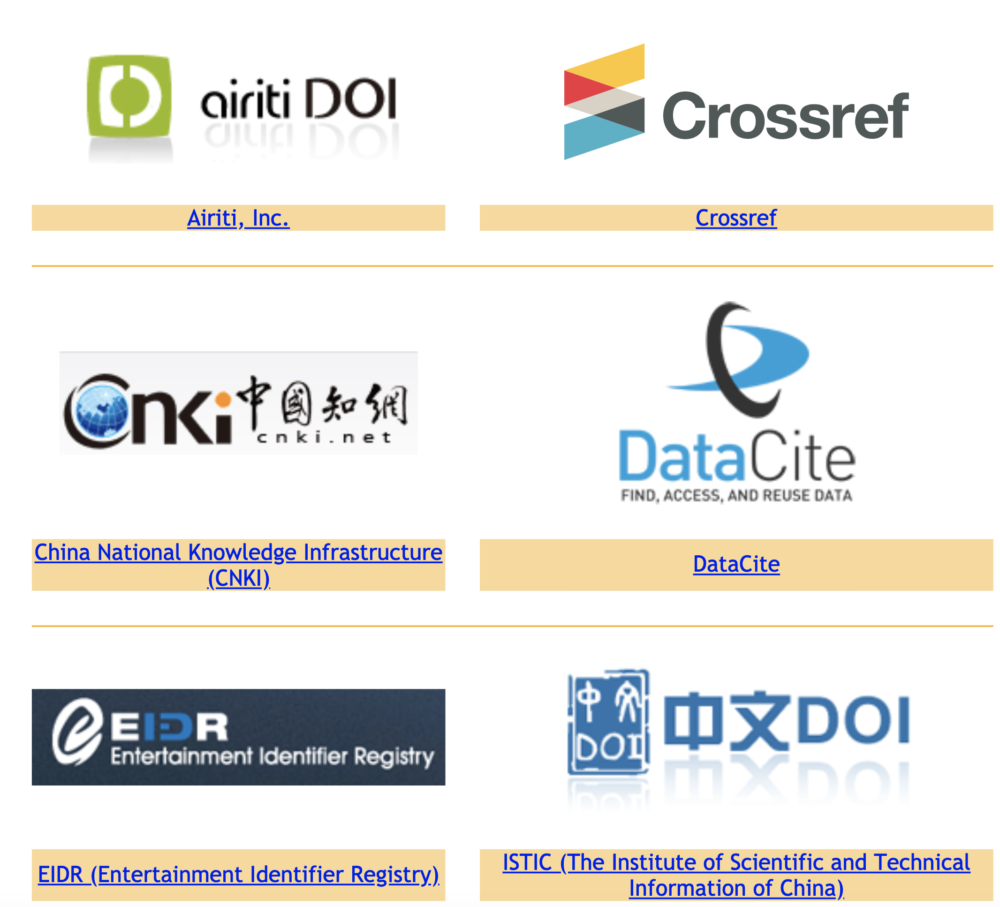 airiti DOI
Crossref
Airiti, Inc.
Crossref
cnki 中國知網
cnki.net
DataCite
FIND, ACCESS, AND REUSE DATA
China National Knowledge Infrastructure
(CNKI)
DataCite
EIDR
Entertainment Identifier Registry
中文
DOI
中文DOI
EIDR (Entertainment Identifier Registry)
ISTIC (The Institute of Scientific and Technical
Information of China)